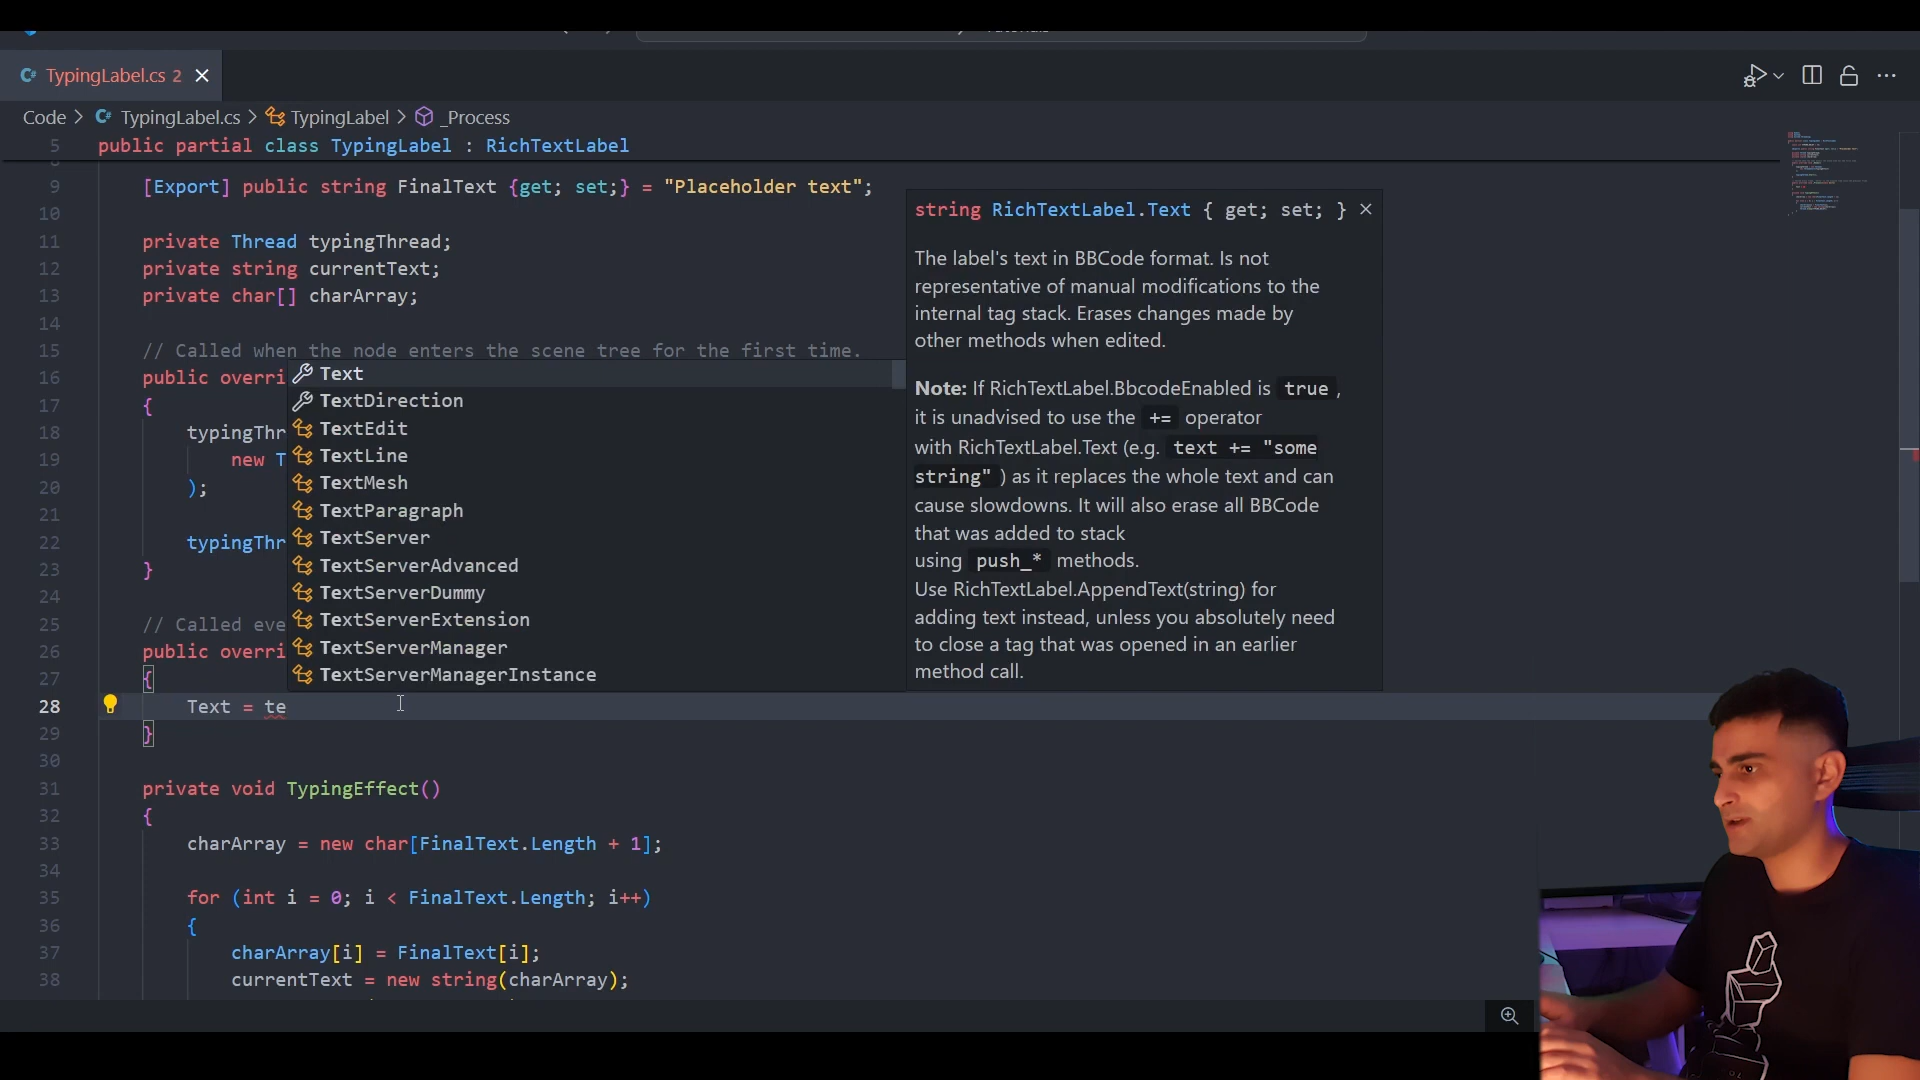 TypingLabel.cs 2
Code > TypingLabel.cs > TypingLabel > _Process
5 public partial class TypingLabel : RichTextLabel
9 [Export] public string FinalText {get; set;} = "Placeholder text";
10
11 private Thread typingThread;
12 private string currentText;
13 private char[] charArray;
14
15 // Called when the node enters the scene tree for the first time.
16 public overri
17 {
18 typingThr
19 new T
20 );
21
22 typingThr
23 }
24
25 // Called eve
26 public overri
27 {
28 Text = te
29 }
30
31 private void TypingEffect()
32 {
33 charArray = new char[FinalText.Length + 1];
34
35 for (int i = 0; i < FinalText.Length; i++)
36 {
37 charArray[i] = FinalText[i];
38 currentText = new string(charArray);
Text
TextDirection
TextEdit
TextLine
TextMesh
TextParagraph
TextServer
TextServerAdvanced
TextServerDummy
TextServerExtension
TextServerManager
TextServerManagerInstance
string RichTextLabel.Text { get; set; }
The label's text in BBCode format. Is not
representative of manual modifications to the
internal tag stack. Erases changes made by
other methods when edited.
Note: If RichTextLabel.BbcodeEnabled is true ,
it is unadvised to use the += operator
with RichTextLabel.Text (e.g. text += "some
string" ) as it replaces the whole text and can
cause slowdowns. It will also erase all BBCode
that was added to stack
using push_* methods.
Use RichTextLabel.AppendText(string) for
adding text instead, unless you absolutely need
to close a tag that was opened in an earlier
method call.